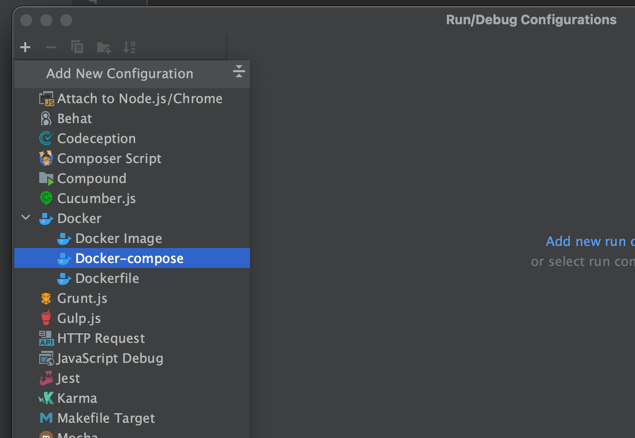 Run/Debug Configurations
Add New Configuration
Attach to Node.js/Chrome
Behat
Codeception
Composer Script
Compound
Cucumber.js
Docker
Docker Image
Docker-compose
Dockerfile
Grunt.js
Gulp.js
HTTP Request
JavaScript Debug
Jest
Karma
Makefile Target
Mocha
Add new run c
or select run con